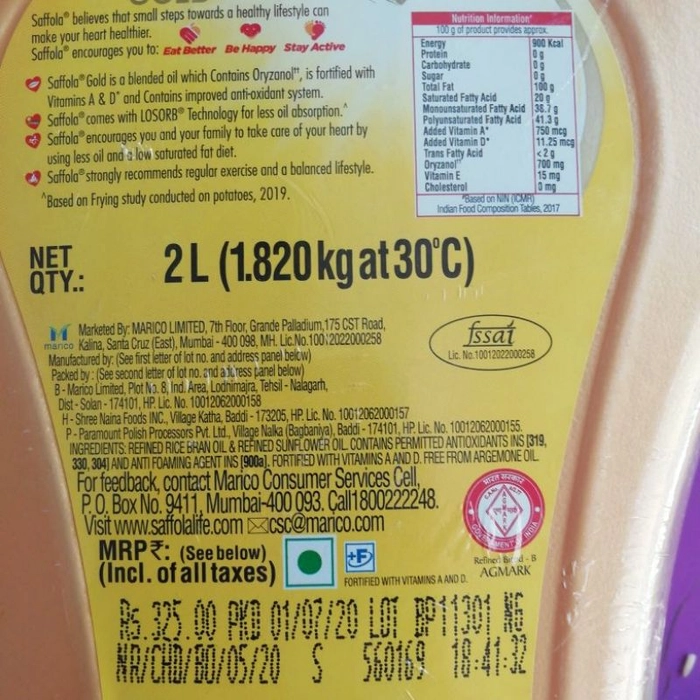 Saffola® believes that small steps towards a healthy lifestyle can
make your heart healthier.
Saffola® encourages you to: Eat Better Be Happy Stay Active
Saffola® Gold is a blended oil which Contains Oryzanol††, is fortified with
Vitamins A & D* and Contains improved anti-oxidant system.
Saffola® comes with LOSORB® Technology for less oil absorption.^
Saffola® encourages you and your family to take care of your heart by
using less oil and a low saturated fat diet.
Saffola® strongly recommends regular exercise and a balanced lifestyle.
^Based on Frying study conducted on potatoes, 2019.
Nutrition Information*
100 g of product provides approx.
Energy 900 Kcal
Protein 0 g
Carbohydrate 0 g
Sugar 0 g
Total Fat 100 g
Saturated Fatty Acid 20 g
Monounsaturated Fatty Acid 38.7 g
Polyunsaturated Fatty Acid 41.3 g
Added Vitamin A* 750 mcg
Added Vitamin D* 11.25 mcg
Trans Fatty Acid < 2 g
Oryzanol†† 700 mg
Vitamin E 15 mg
Cholesterol 0 mg
*Based on NIN (ICMR)
Indian Food Composition Tables, 2017
NET
QTY.: 2 L (1.820 kg at 30°C)
marico
Marketed By: MARICO LIMITED, 7th Floor, Grande Palladium, 175 CST Road,
Kalina, Santa Cruz (East), Mumbai - 400 098, MH. Lic.No.10012022000258
Manufactured by: (See first letter of lot no. and address panel below)
Packed by : (See second letter of lot no. and address panel below)
B - Marico Limited, Plot No. 8, Ind. Area, Lodhimajra, Tehsil - Nalagarh,
Dist - Solan - 174101, HP. Lic. No. 10012062000158
H - Shree Naina Foods INC., Village Katha, Baddi - 173205, HP. Lic. No. 10012062000157
P - Paramount Polish Processors Pvt. Ltd., Village Nalka (Bagbaniya), Baddi - 174101, HP. Lic. No. 10012062000155.
INGREDIENTS: REFINED RICE BRAN OIL & REFINED SUNFLOWER OIL. CONTAINS PERMITTED ANTIOXIDANTS INS [319,
330, 304] AND ANTI FOAMING AGENT INS [900a]. FORTIFIED WITH VITAMINS A AND D. FREE FROM ARGEMONE OIL.
fssai
Lic. No. 10012022000258
For feedback, contact Marico Consumer Services Cell,
P.O. Box No. 9411, Mumbai-400 093. Call 1800222248.
Visit www.saffolalife.com csc@marico.com
MRP₹: (See below)
(Incl. of all taxes)
+F
FORTIFIED WITH VITAMINS A AND D.
भारत सरकार
AGMARK
Rs.325.00 PKD 01/07/20 LOT BP11301
NR/CHD/BO/05/20 S 560169 18:41:32